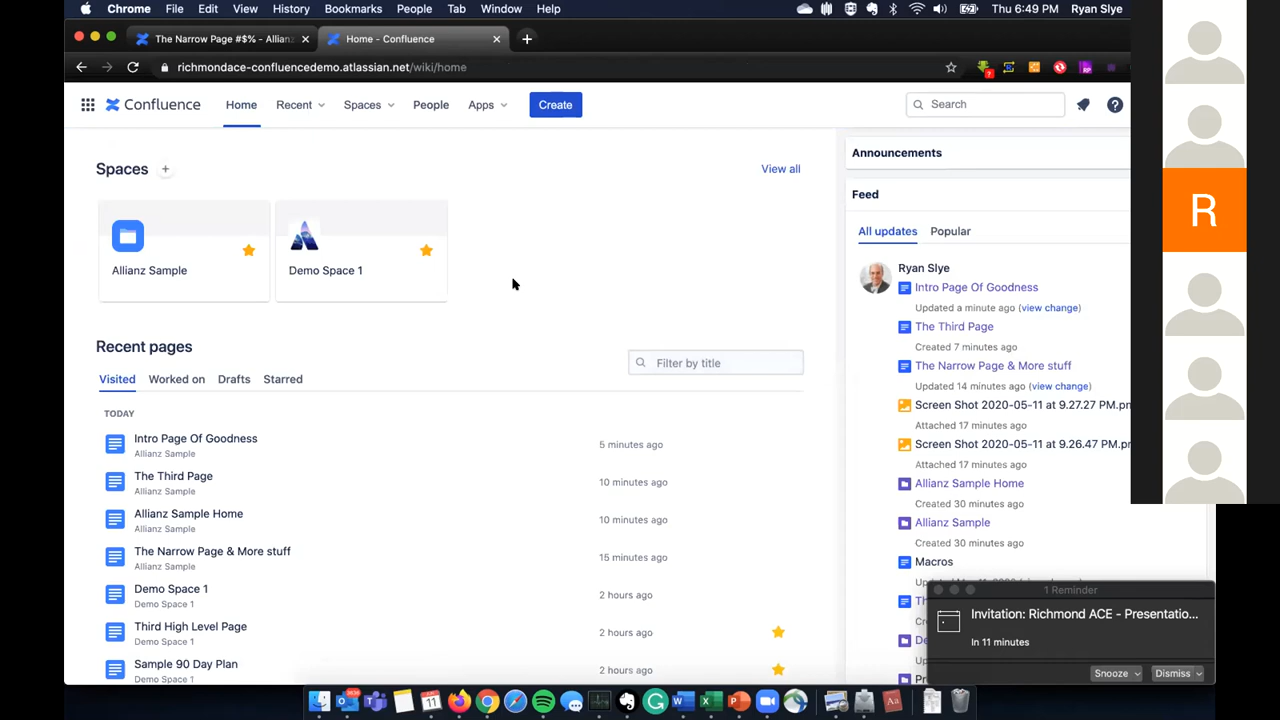 Chrome File Edit View History Bookmarks People Tab Window Help
Thu 6:49 PM Ryan Slye
The Narrow Page #$% - Allianz
Home - Confluence
richmondace-confluencedemo.atlassian.net/wiki/home
Confluence
Home Recent Spaces People Apps Create
Search
Spaces
View all
Allianz Sample
Demo Space 1
Recent pages
Filter by title
Visited Worked on Drafts Starred
TODAY
Intro Page Of Goodness
Allianz Sample
5 minutes ago
The Third Page
Allianz Sample
10 minutes ago
Allianz Sample Home
Allianz Sample
10 minutes ago
The Narrow Page & More stuff
Allianz Sample
15 minutes ago
Demo Space 1
Demo Space 1
2 hours ago
Third High Level Page
Demo Space 1
2 hours ago
Sample 90 Day Plan
Demo Space 1
2 hours ago
Announcements
Feed
All updates Popular
Ryan Slye
Intro Page Of Goodness
Updated a minute ago (view change)
The Third Page
Created 7 minutes ago
The Narrow Page & More stuff
Updated 14 minutes ago (view change)
Screen Shot 2020-05-11 at 9.27.27 PM.pn
Attached 17 minutes ago
Screen Shot 2020-05-11 at 9.26.47 PM.pn
Attached 17 minutes ago
Allianz Sample Home
Created 30 minutes ago
Allianz Sample
Created 30 minutes ago
Macros
R
1 Reminder
Invitation: Richmond ACE - Presentatio...
In 11 minutes
Snooze
Dismiss